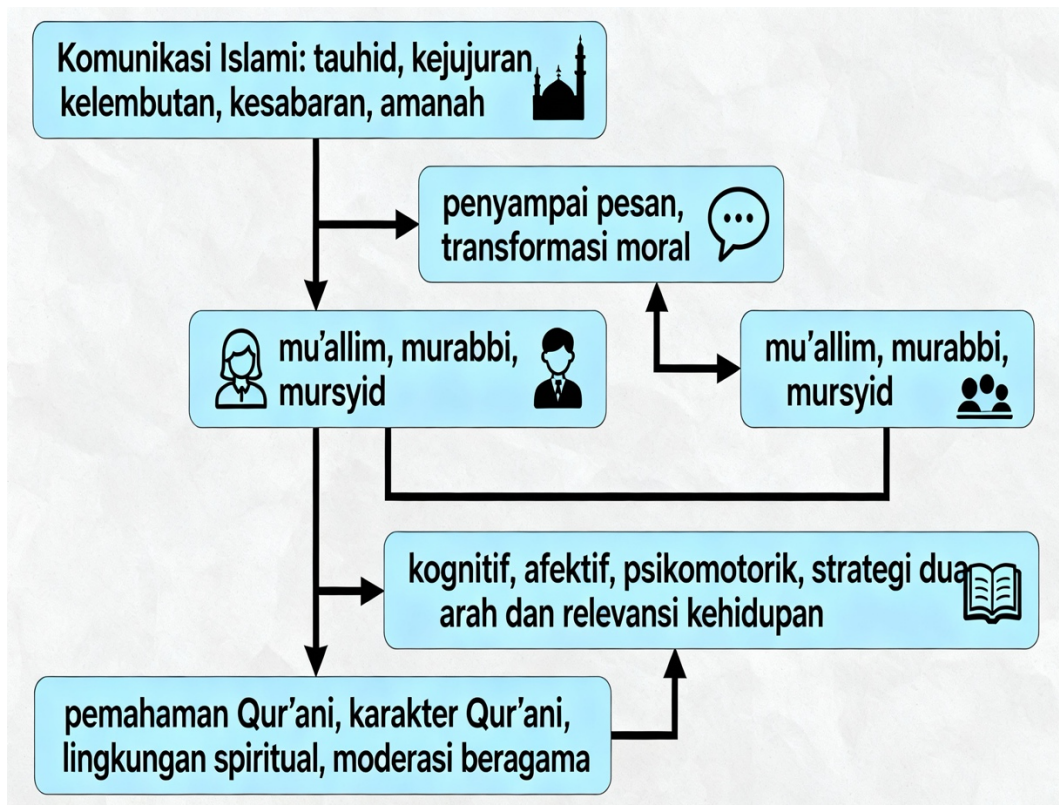 Komunikasi Islami: tauhid, kejujuran,
kelembutan, kesabaran, amanah
penyampai pesan,
transformasi moral
mu'allim, murabbi,
mursyid
mu'allim, murabbi,
mursyid
kognitif, afektif, psikomotorik, strategi dua
arah dan relevansi kehidupan
pemahaman Qur'ani, karakter Qur'ani,
lingkungan spiritual, moderasi beragama